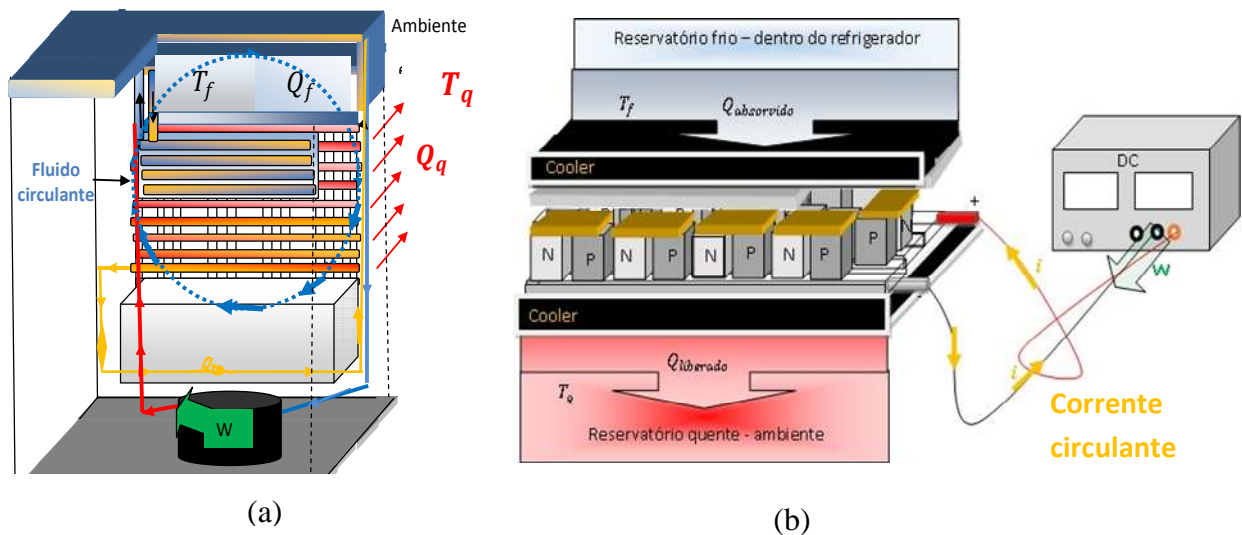 Ambiente
T_f
Q_f
T_q
Q_q
Fluido
circulante
W
(a)
Reservatório frio – dentro do refrigerador
T_f
Q_absorvido
Cooler
N
P
N
P
N
P
N
P
P
+
Cooler
Q_liberado
T_q
Reservatório quente - ambiente
DC
W
i
i
Corrente
circulante
(b)